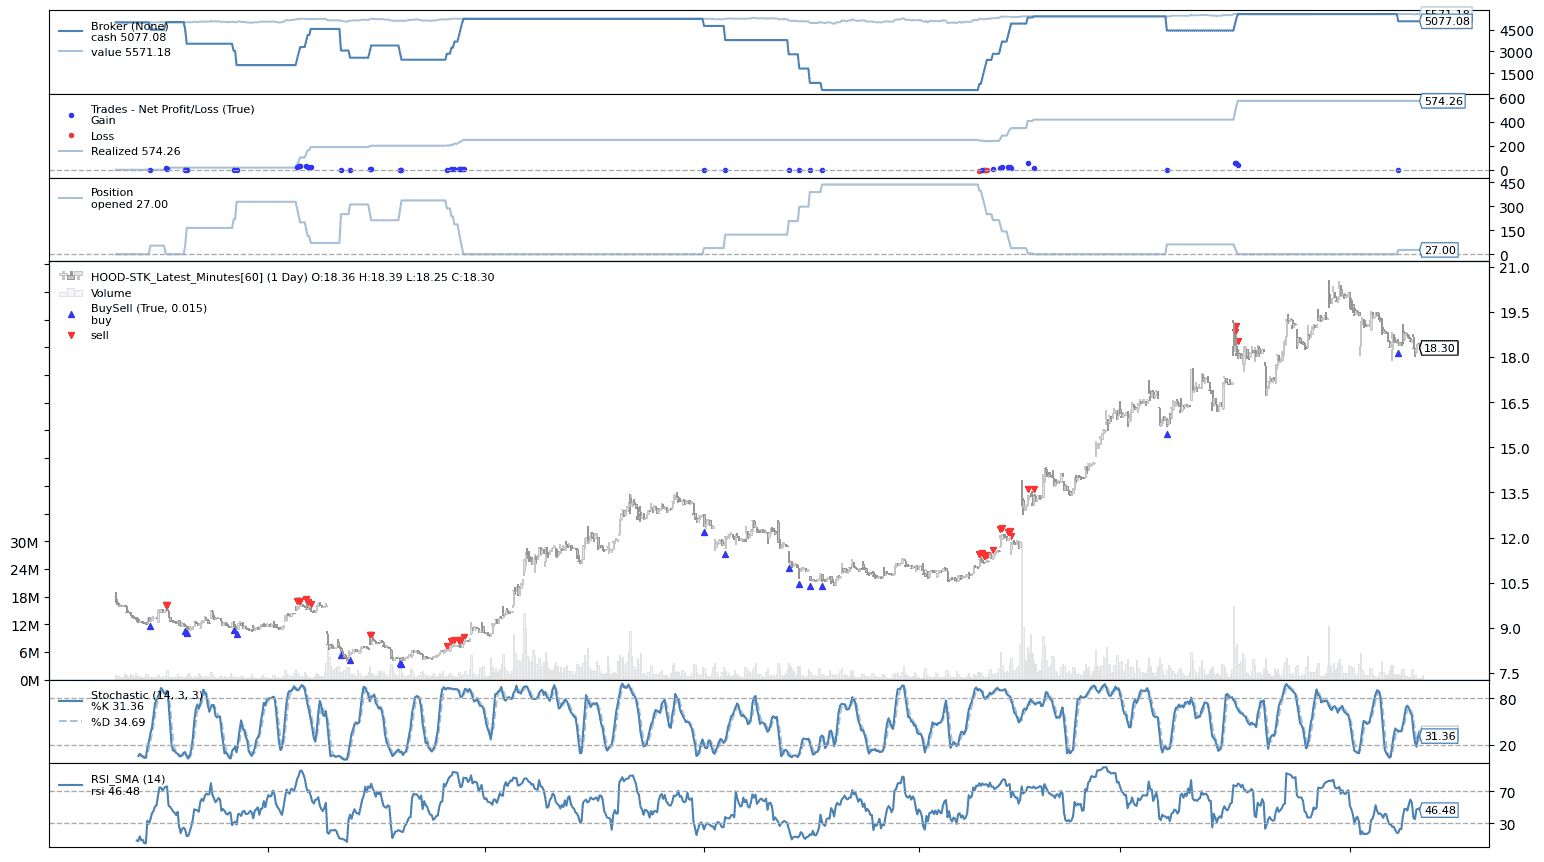 Broker (None)
cash 5077.08
value 5571.18
5571.18
5077.08
4500
3000
1500
Trades - Net Profit/Loss (True)
Gain
Loss
Realized 574.26
574.26
600
400
200
0
Position
opened 27.00
27.00
450
300
150
0
HOOD-STK_Latest_Minutes[60] (1 Day) O:18.36 H:18.39 L:18.25 C:18.30
Volume
BuySell (True, 0.015)
buy
sell
21.0
19.5
18.30
18.0
16.5
15.0
13.5
12.0
10.5
9.0
7.5
30M
24M
18M
12M
6M
0M
Stochastic (14, 3, 3)
%K 31.36
%D 34.69
80
31.36
20
RSI_SMA (14)
rsi 46.48
70
46.48
30